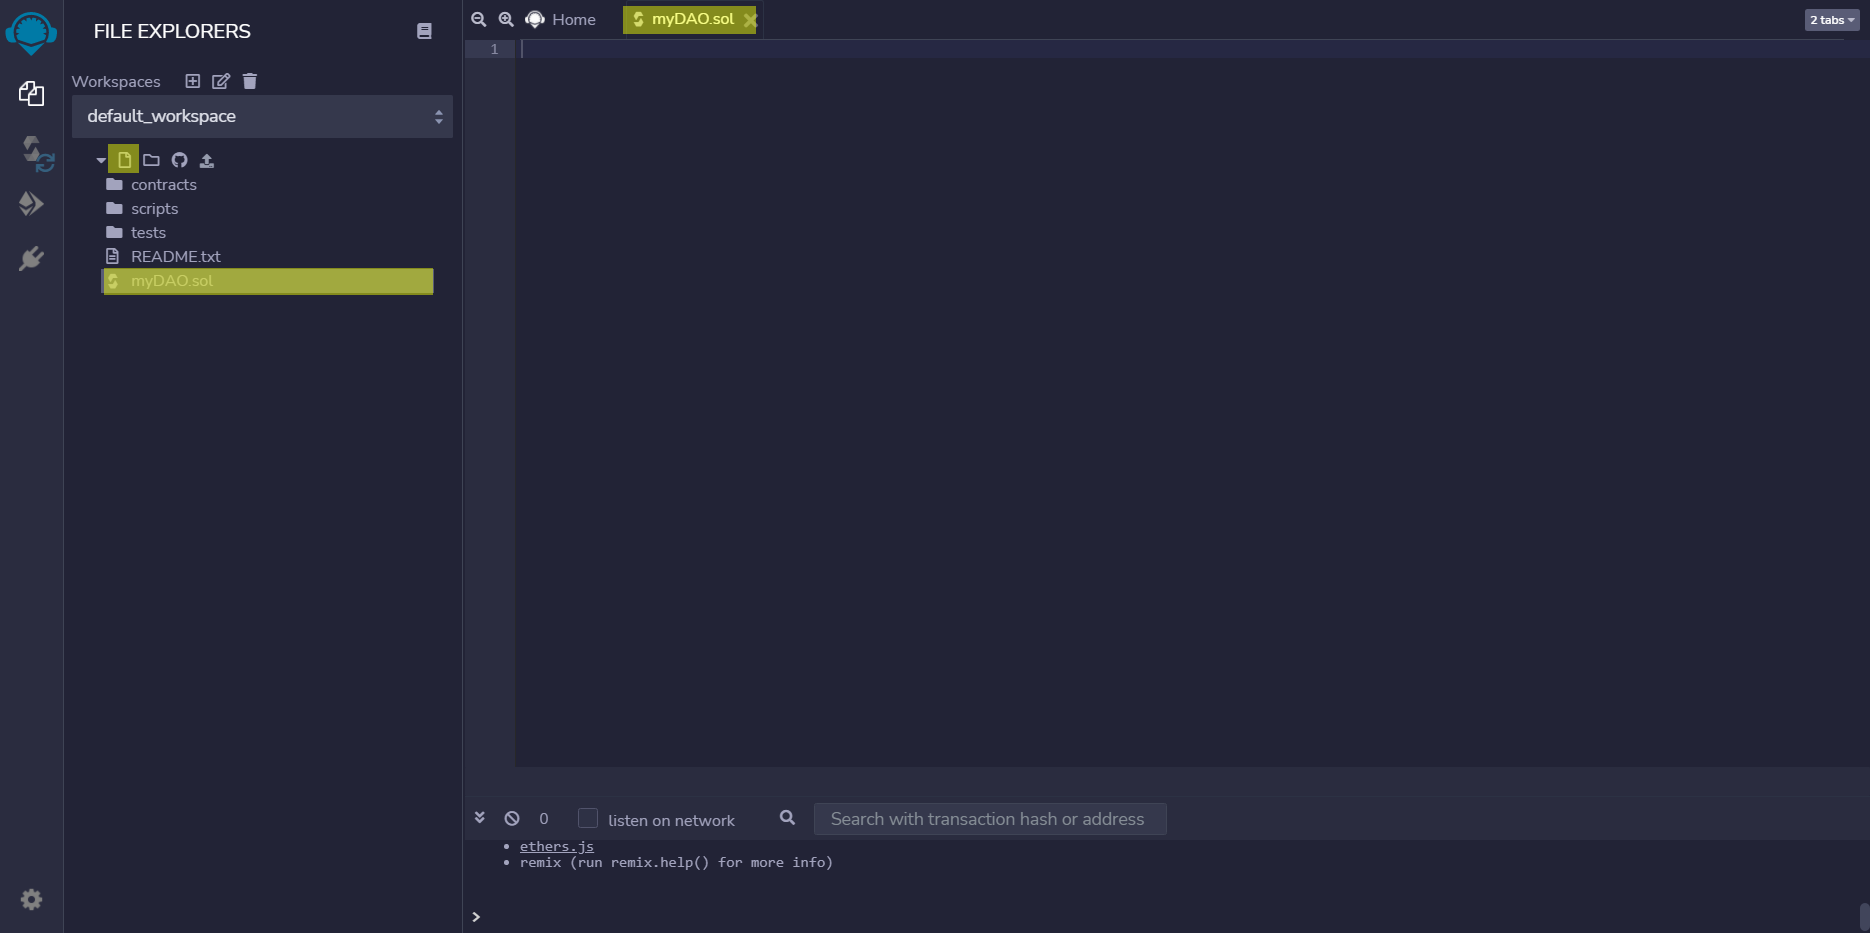 FILE EXPLORERS
Workspaces
default_workspace
contracts
scripts
tests
README.txt
myDAO.sol
Home
myDAO.sol
2 tabs
1
0
listen on network
Search with transaction hash or address
• ethers.js
• remix (run remix.help() for more info)
>